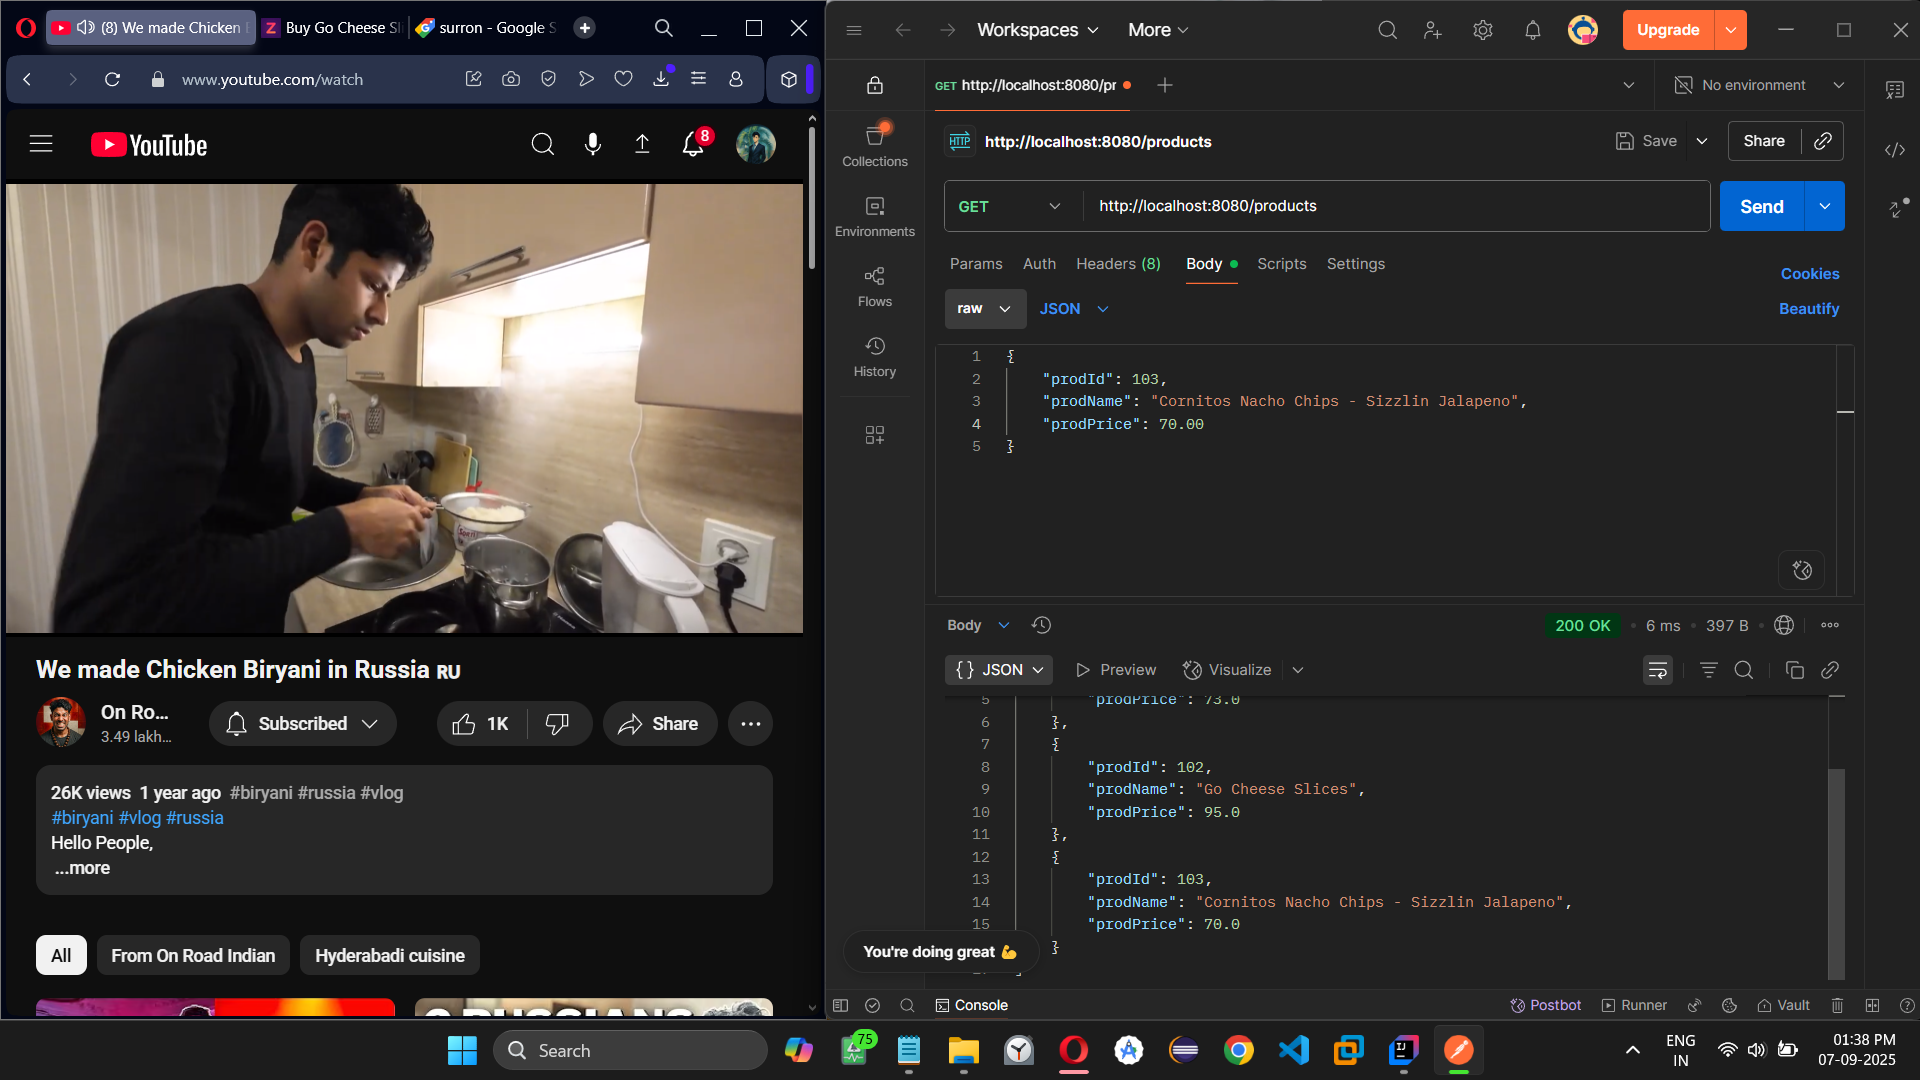 (8) We made Chicken
Buy Go Cheese Sli
surron - Google S
www.youtube.com/watch
YouTube
8
We made Chicken Biryani in Russia RU
On Ro...
3.49 lakh...
Subscribed
1K
Share
26K views 1 year ago #biryani #russia #vlog
#biryani #vlog #russia
Hello People,
...more
All
From On Road Indian
Hyderabadi cuisine
Workspaces
More
Upgrade
GET http://localhost:8080/pr
No environment
Collections
Environments
Flows
History
HTTP
http://localhost:8080/products
Save
Share
GET
http://localhost:8080/products
Send
Params
Auth
Headers (8)
Body
Scripts
Settings
Cookies
raw
JSON
Beautify
1 {
2 "prodId": 103,
3 "prodName": "Cornitos Nacho Chips - Sizzlin Jalapeno",
4 "prodPrice": 70.00
5 }
Body
200 OK
6 ms
397 B
{} JSON
Preview
Visualize
5 "prodPrice": 73.0
6 },
7 {
8 "prodId": 102,
9 "prodName": "Go Cheese Slices",
10 "prodPrice": 95.0
11 },
12 {
13 "prodId": 103,
14 "prodName": "Cornitos Nacho Chips - Sizzlin Jalapeno",
15 "prodPrice": 70.0
}
You're doing great 💪
Console
Postbot
Runner
Vault
Search
75
ENG
IN
01:38 PM
07-09-2025